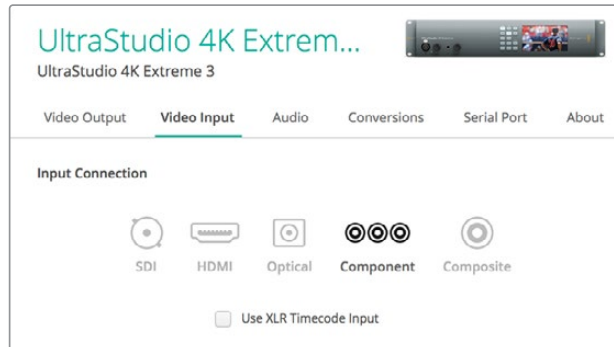 UltraStudio 4K Extrem...
UltraStudio 4K Extreme 3
Video Output Video Input Audio Conversions Serial Port About
Input Connection
SDI HDMI Optical Component Composite
Use XLR Timecode Input